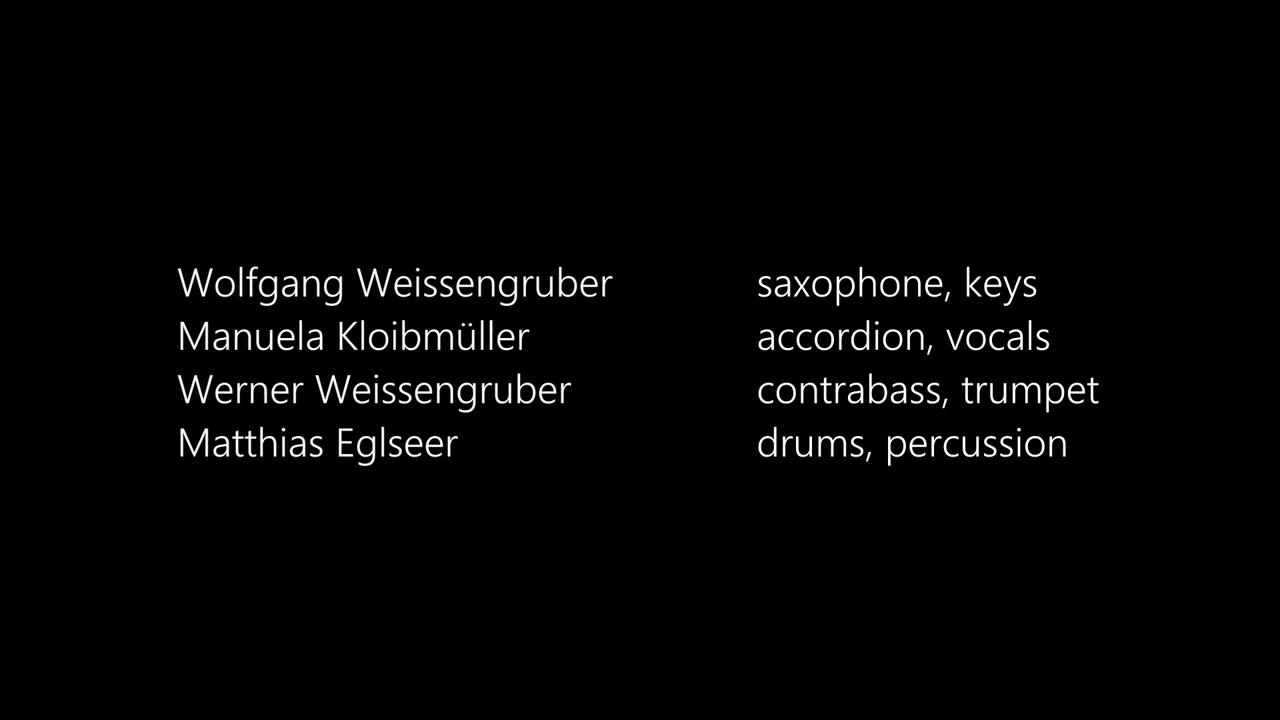 Wolfgang Weissengruber saxophone, keys
Manuela Kloibmüller accordion, vocals
Werner Weissengruber contrabass, trumpet
Matthias Eglseer drums, percussion